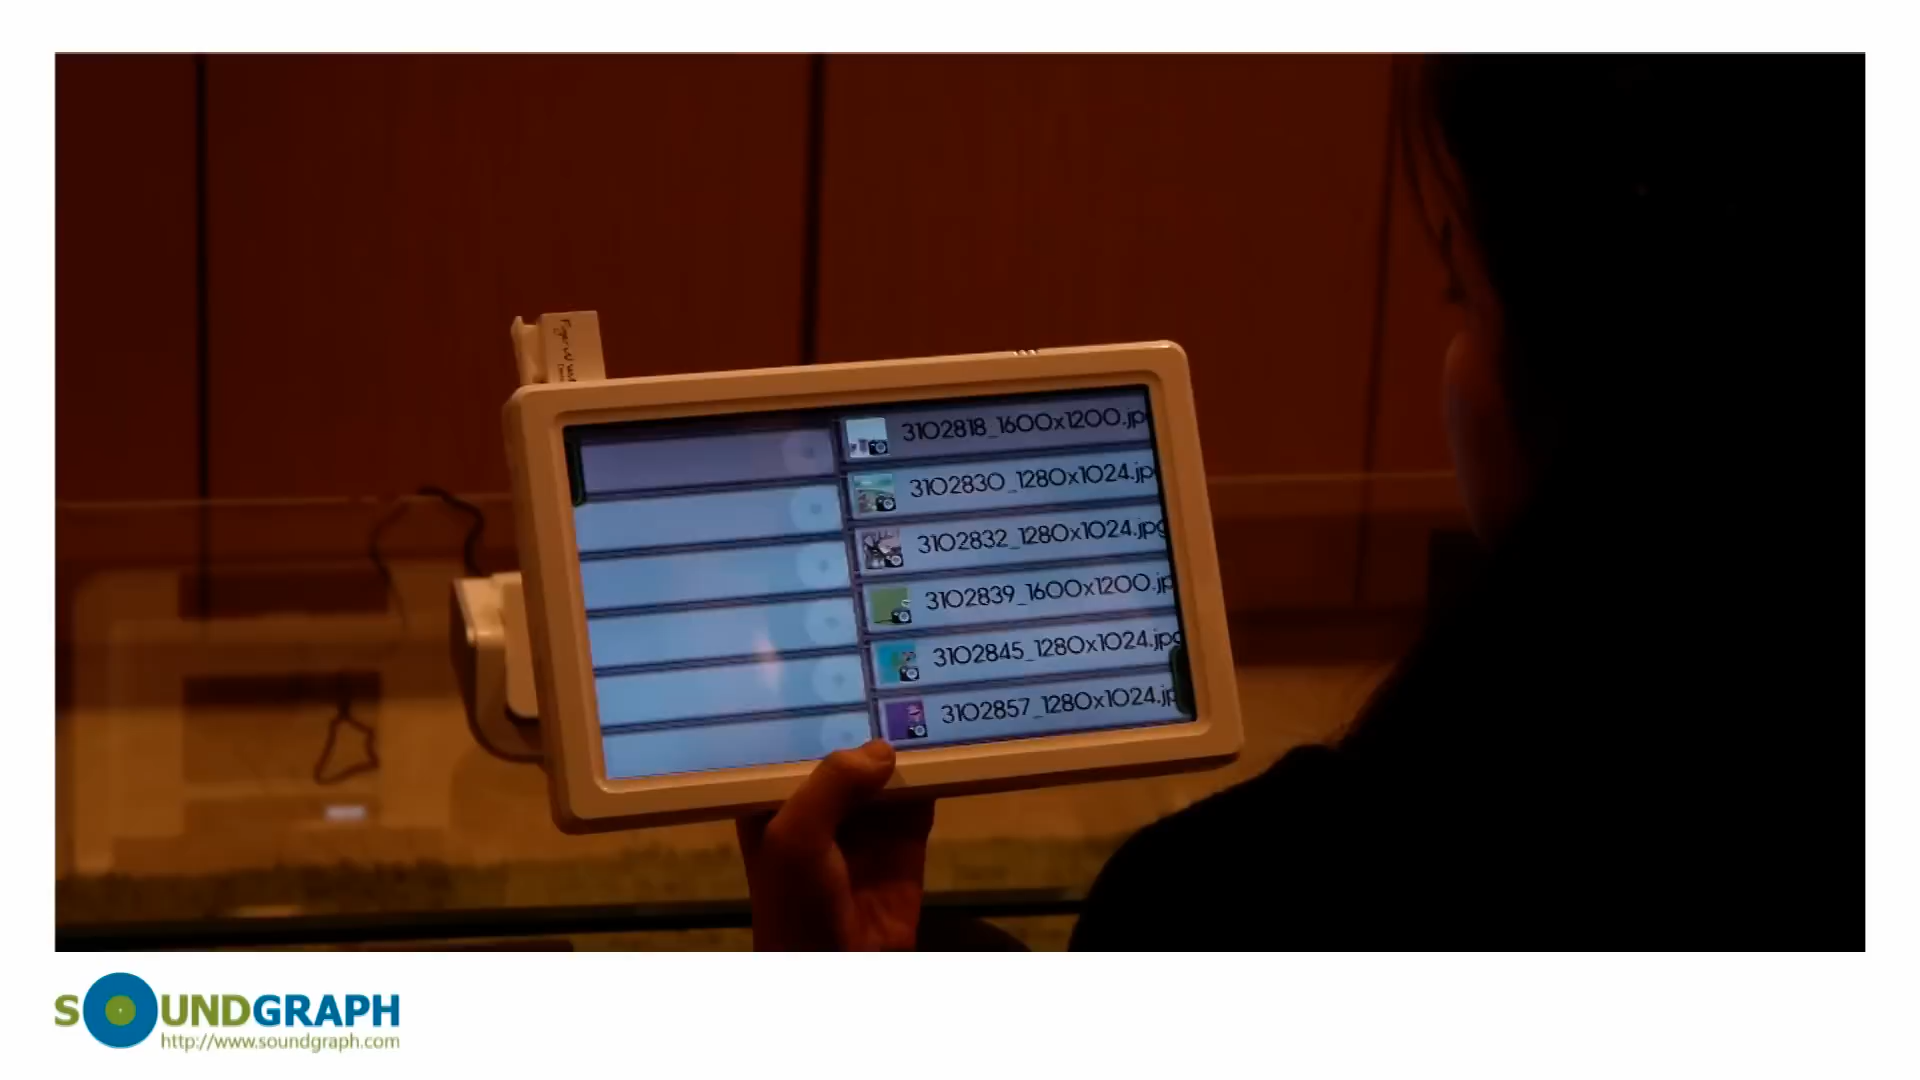 3102818_1600x1200.jp
3102830_1280x1024.jp
3102832_1280x1024.jpg
3102839_1600x1200.jp
3102845_1280x1024.jpg
3102857_1280x1024.jp
SOUNDGRAPH
http://www.soundgraph.com